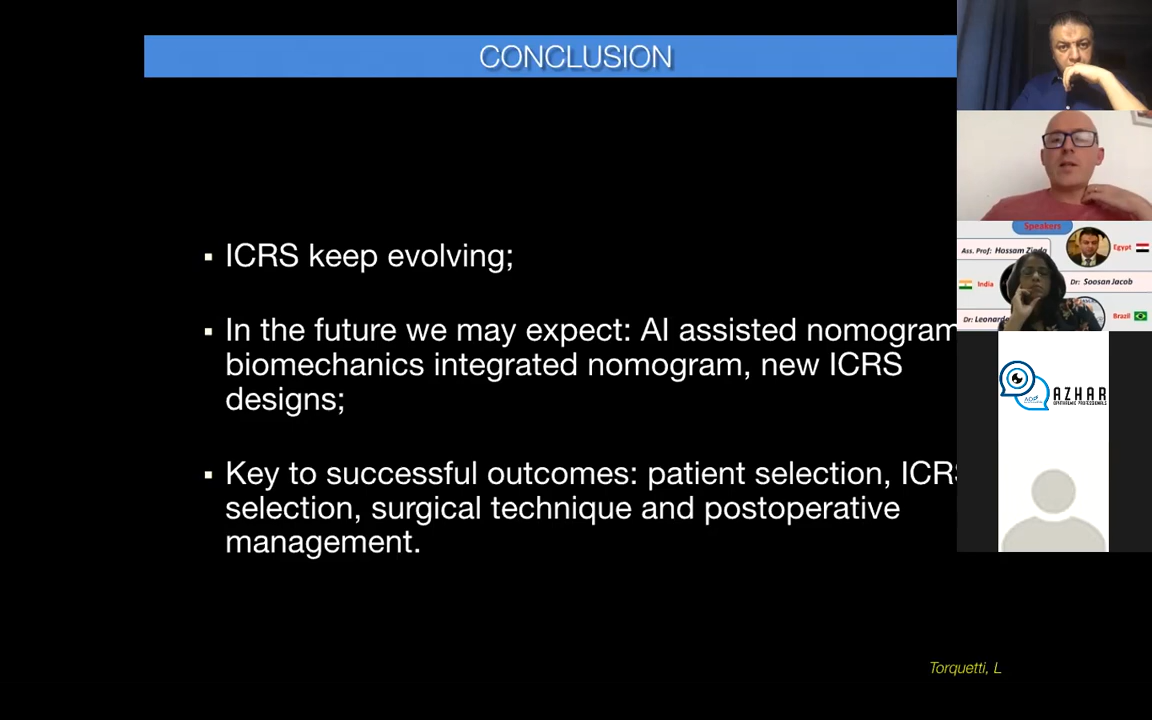 CONCLUSION
▪ ICRS keep evolving;
▪ In the future we may expect: AI assisted nomogram
biomechanics integrated nomogram, new ICRS
designs;
▪ Key to successful outcomes: patient selection, ICRS
selection, surgical technique and postoperative
management.
Torquetti, L
Speakers
Ass. Prof: Hossam Zieda
Egypt
India
Dr: Soosan Jacob
Dr: Leonardo
Brazil
AZHAR
OPHTHALMIC PROFESSIONALS